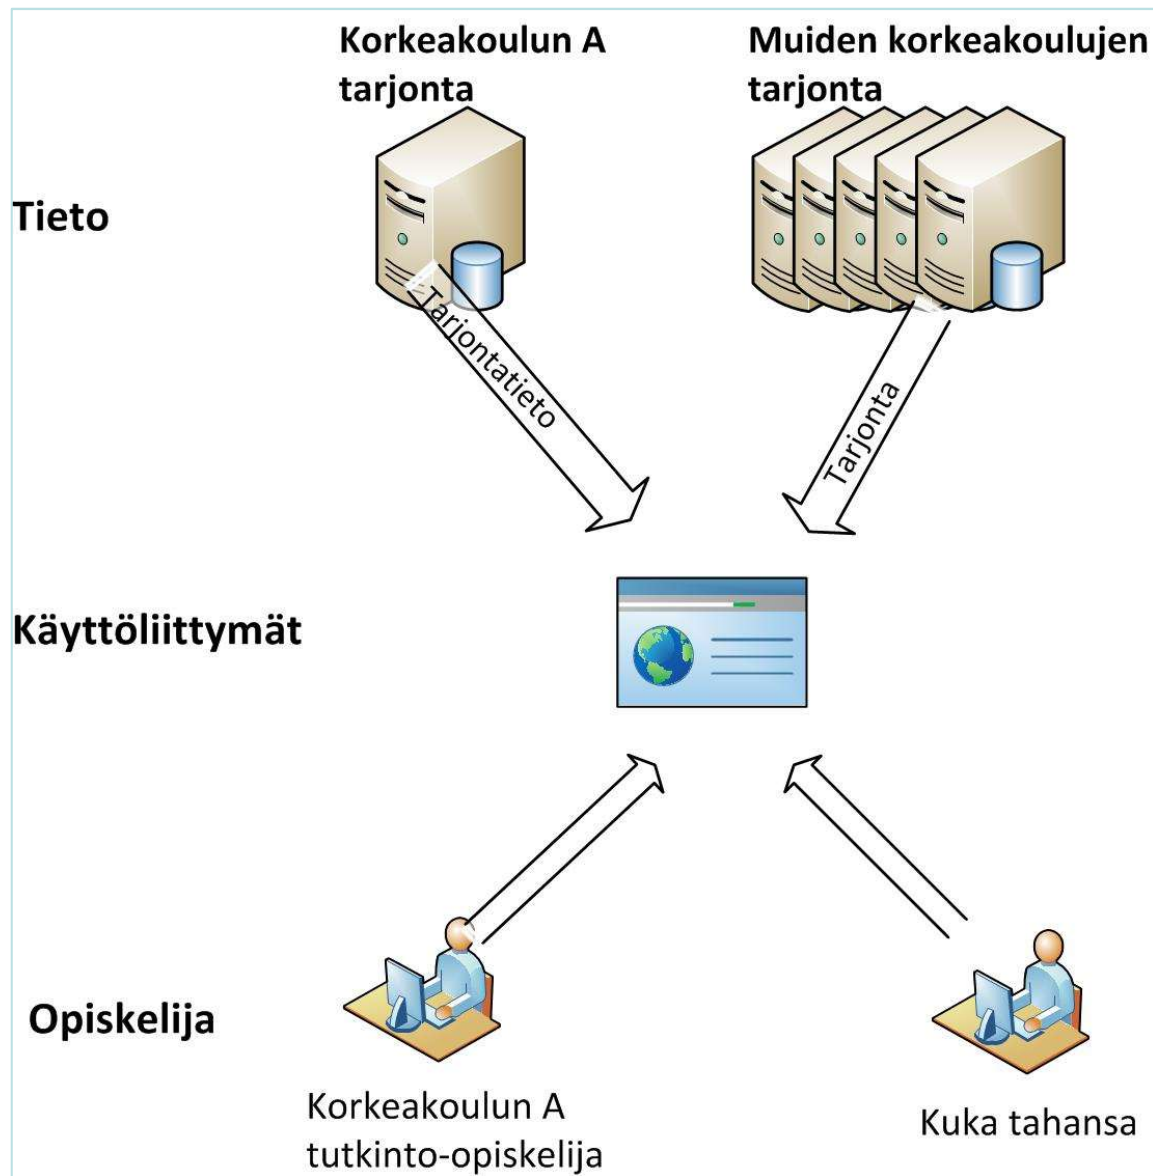 Korkeakoulun A
tarjonta
Muiden korkeakoulujen
tarjonta
Tieto
Tarjontatieto
Tarjonta
Käyttöliittymät
Opiskelija
Korkeakoulun A
tutkinto-opiskelija
Kuka tahansa